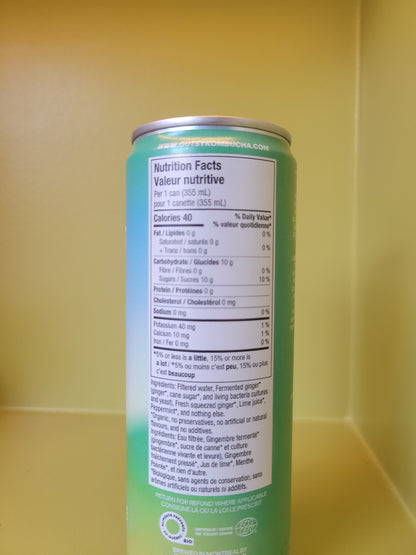 WWW.GUTSYKOMBUCHA.COM
Nutrition Facts
Valeur nutritive
Per 1 can (355 mL)
pour 1 canette (355 mL)
Calories 40 % Daily Value*
% valeur quotidienne*
Fat / Lipides 0 g 0 %
Saturated / saturés 0 g
+ Trans / trans 0 g 0 %
Carbohydrate / Glucides 10 g
Fibre / Fibres 0 g 0 %
Sugars / Sucres 10 g 10 %
Protein / Protéines 0 g
Cholesterol / Cholestérol 0 mg
Sodium 0 mg 0 %
Potassium 40 mg 1 %
Calcium 10 mg 1 %
Iron / Fer 0 mg 0 %
*5% or less is a little, 15% or more is
a lot / *5% ou moins c'est peu, 15% ou plus
c'est beaucoup
Ingredients: Filtered water, Fermented ginger*
(ginger*, cane sugar*, and living bacteria cultures
and yeast), Fresh squeezed ginger*, Lime juice*,
Peppermint*, and nothing else.
*Organic, no preservatives, no artificial or natural
flavours, and no additives.
Ingrédients: Eau filtrée, Gingembre fermenté*
(gingembre*, sucre de canne* et culture
bactérienne vivante et levure), Gingembre
fraîchement pressé*, Jus de lime*, Menthe
Poivrée*, et rien d'autre.
*Biologique, sans agents de conservation, sans
arômes artificiels ou naturels ni additifs.
RETURN FOR REFUND WHERE APPLICABLE
CONSIGNÉ LÀ OÙ LA LOI LE PRESCRIT
BIO
ECO
CERT
BREWED IN MONTREAL BY